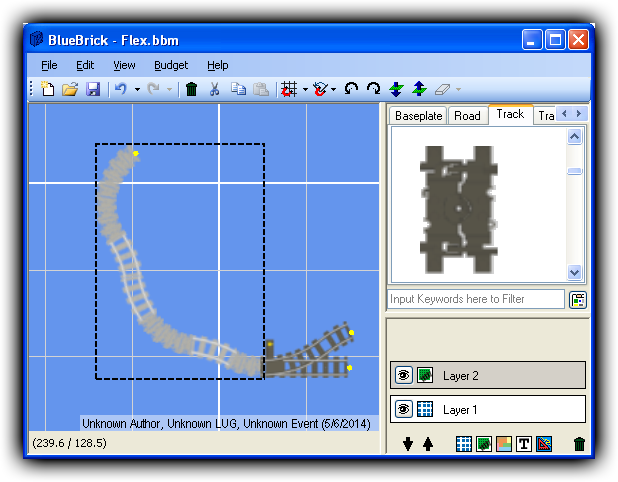 BlueBrick - Flex.bbm
File Edit View Budget Help
Baseplate Road Track Tra
Input Keywords here to Filter
Layer 2
Layer 1
T
Unknown Author, Unknown LUG, Unknown Event (5/6/2014)
(239.6 / 128.5)